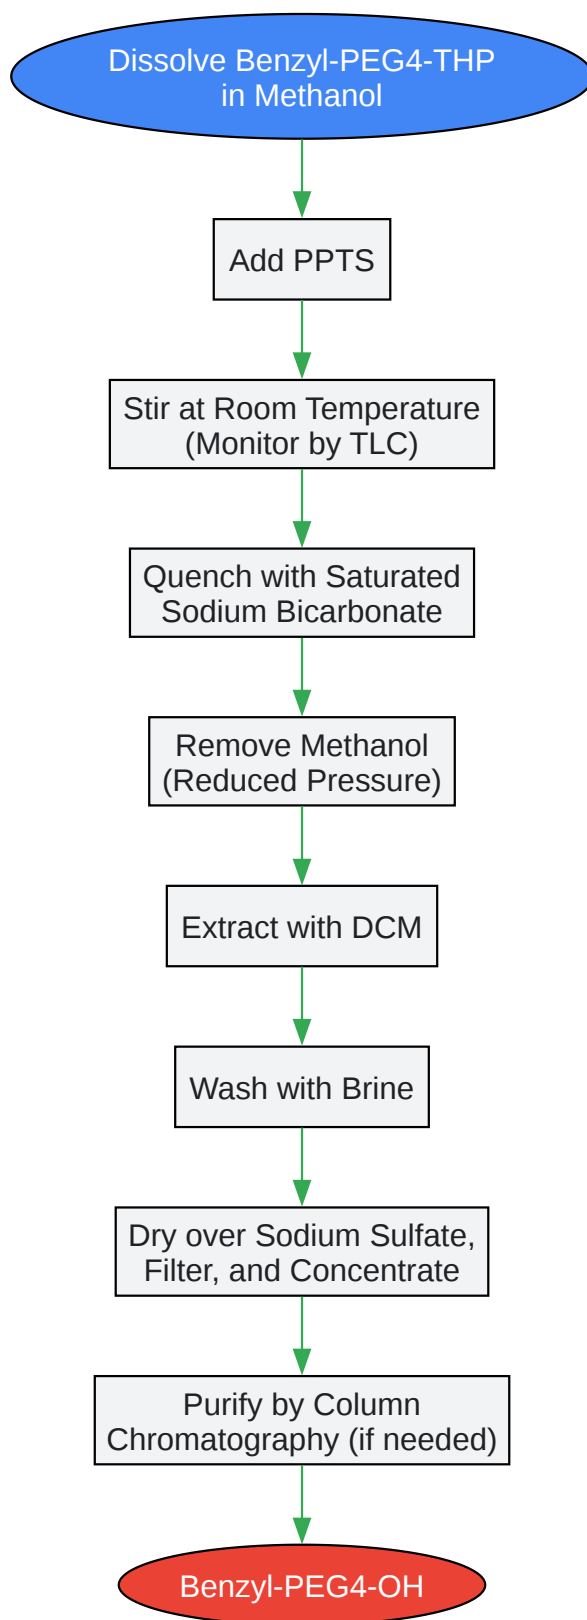 Dissolve Benzyl-PEG4-THP
in Methanol
Add PPTS
Stir at Room Temperature
(Monitor by TLC)
Quench with Saturated
Sodium Bicarbonate
Remove Methanol
(Reduced Pressure)
Extract with DCM
Wash with Brine
Dry over Sodium Sulfate,
Filter, and Concentrate
Purify by Column
Chromatography (if needed)
Benzyl-PEG4-OH